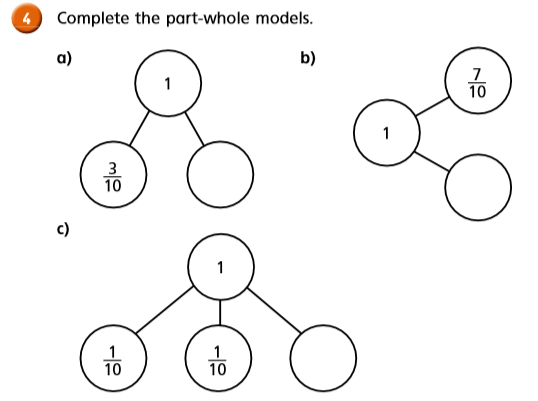 4 Complete the part-whole models.
a)
1
3/10
b)
1
7/10
c)
1
1/10 1/10